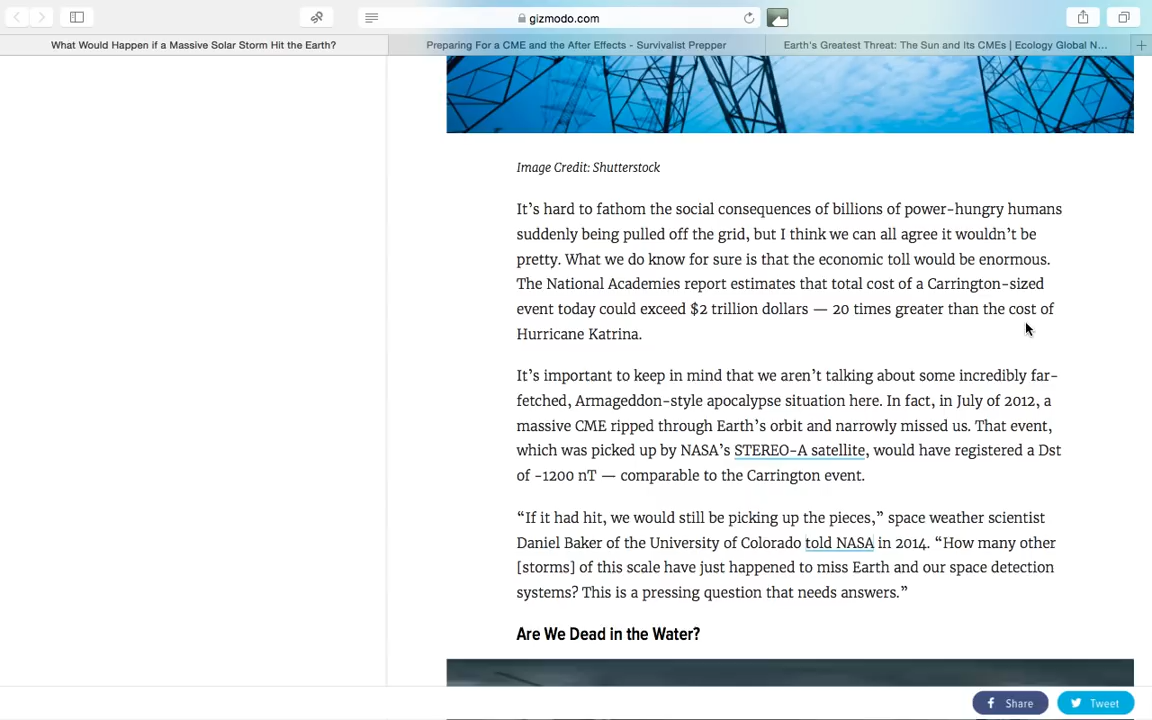 gizmodo.com
What Would Happen if a Massive Solar Storm Hit the Earth?
Preparing For a CME and the After Effects - Survivalist Prepper
Earth's Greatest Threat: The Sun and Its CMEs | Ecology Global N...
Image Credit: Shutterstock
It's hard to fathom the social consequences of billions of power-hungry humans
suddenly being pulled off the grid, but I think we can all agree it wouldn't be
pretty. What we do know for sure is that the economic toll would be enormous.
The National Academies report estimates that total cost of a Carrington-sized
event today could exceed $2 trillion dollars — 20 times greater than the cost of
Hurricane Katrina.
It's important to keep in mind that we aren't talking about some incredibly far-
fetched, Armageddon-style apocalypse situation here. In fact, in July of 2012, a
massive CME ripped through Earth's orbit and narrowly missed us. That event,
which was picked up by NASA's STEREO-A satellite, would have registered a Dst
of -1200 nT — comparable to the Carrington event.
“If it had hit, we would still be picking up the pieces,” space weather scientist
Daniel Baker of the University of Colorado told NASA in 2014. “How many other
[storms] of this scale have just happened to miss Earth and our space detection
systems? This is a pressing question that needs answers.”
Are We Dead in the Water?
Share
Tweet